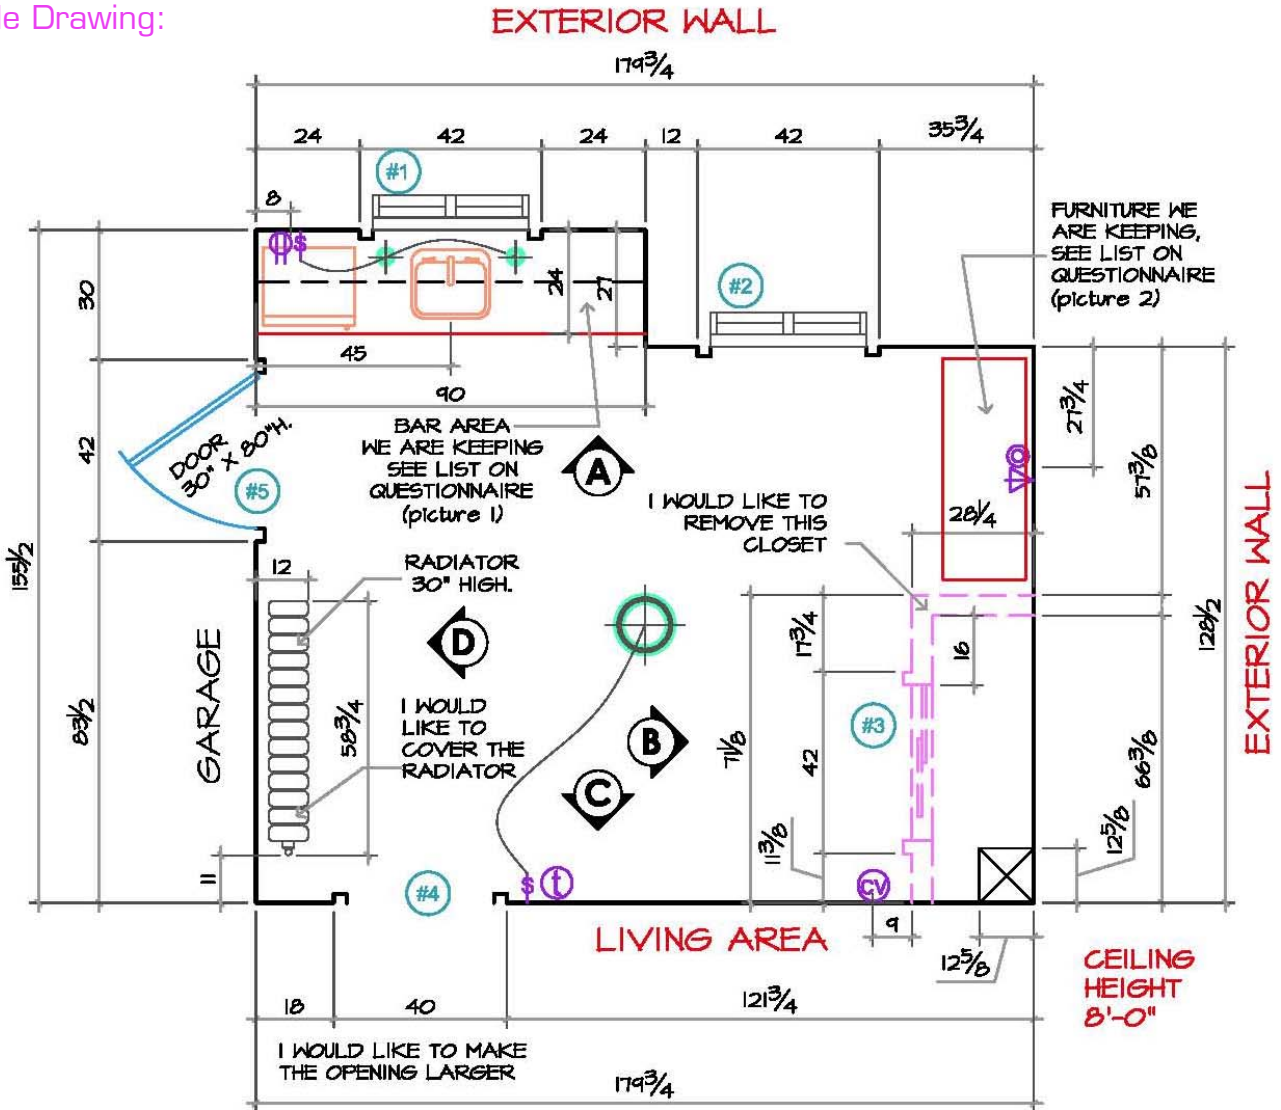 le Drawing:
EXTERIOR WALL
179 3/4
24
42
24
12
42
35 3/4
#1
8
S
#2
FURNITURE WE
ARE KEEPING,
SEE LIST ON
QUESTIONNAIRE
(picture 2)
30
24
27
45
90
27 3/4
BAR AREA
WE ARE KEEPING
SEE LIST ON
QUESTIONNAIRE
(picture 1)
A
DOOR
30" X 80"H.
42
#5
57 3/8
I WOULD LIKE TO
REMOVE THIS
CLOSET
28 1/4
EXTERIOR WALL
155 1/2
12
RADIATOR
30" HIGH.
D
17 3/4
16
128 1/2
GARAGE
83 1/2
58 3/4
I WOULD
LIKE TO
COVER THE
RADIATOR
B
C
71 1/8
42
#3
66 3/8
11 3/8
12 5/8
11
#4
S
t
CV
9
LIVING AREA
12 5/8
CEILING
HEIGHT
8'-0"
18
40
121 3/4
I WOULD LIKE TO MAKE
THE OPENING LARGER
179 3/4